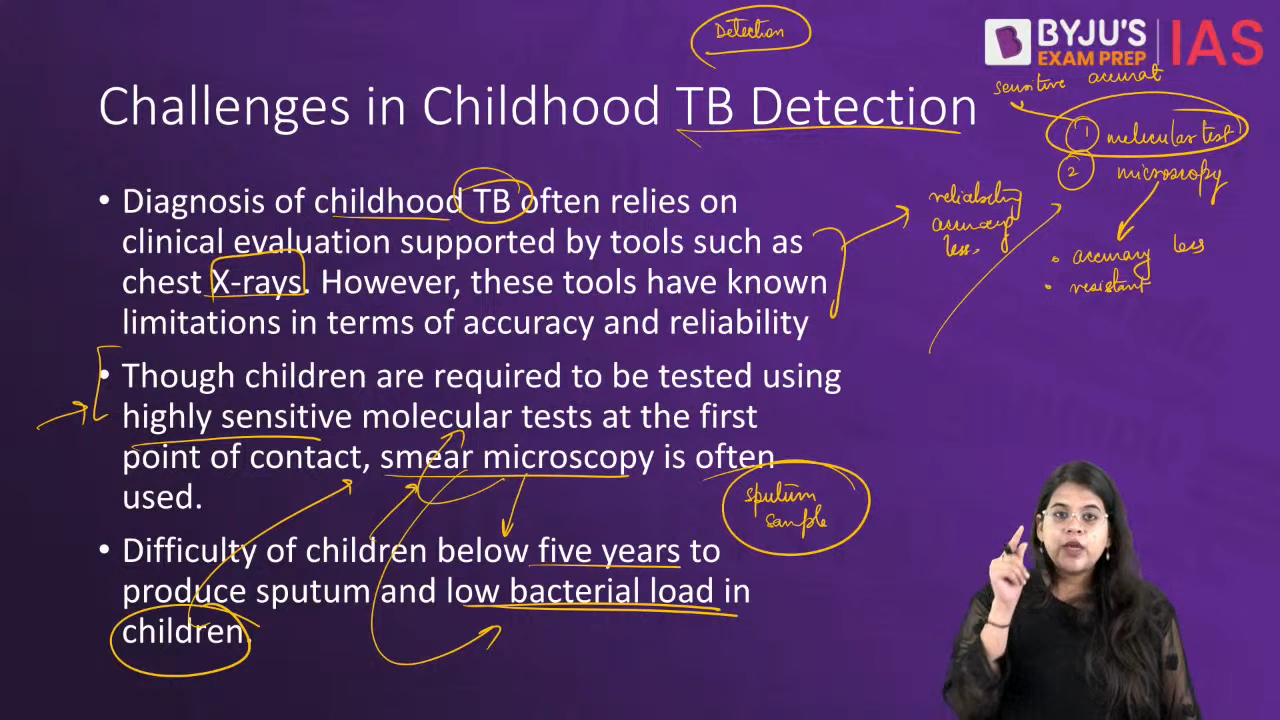 Detection
BYJU'S
EXAM PREP
IAS
Challenges in Childhood TB Detection
sensitive accurat
1 molecular test
2 microscopy
• accuracy less
• resistant
reliability
accuracy
less
• Diagnosis of childhood TB often relies on
clinical evaluation supported by tools such as
chest X-rays. However, these tools have known
limitations in terms of accuracy and reliability
• Though children are required to be tested using
highly sensitive molecular tests at the first
point of contact, smear microscopy is often
used.
sputum
sample
• Difficulty of children below five years to
produce sputum and low bacterial load in
children.